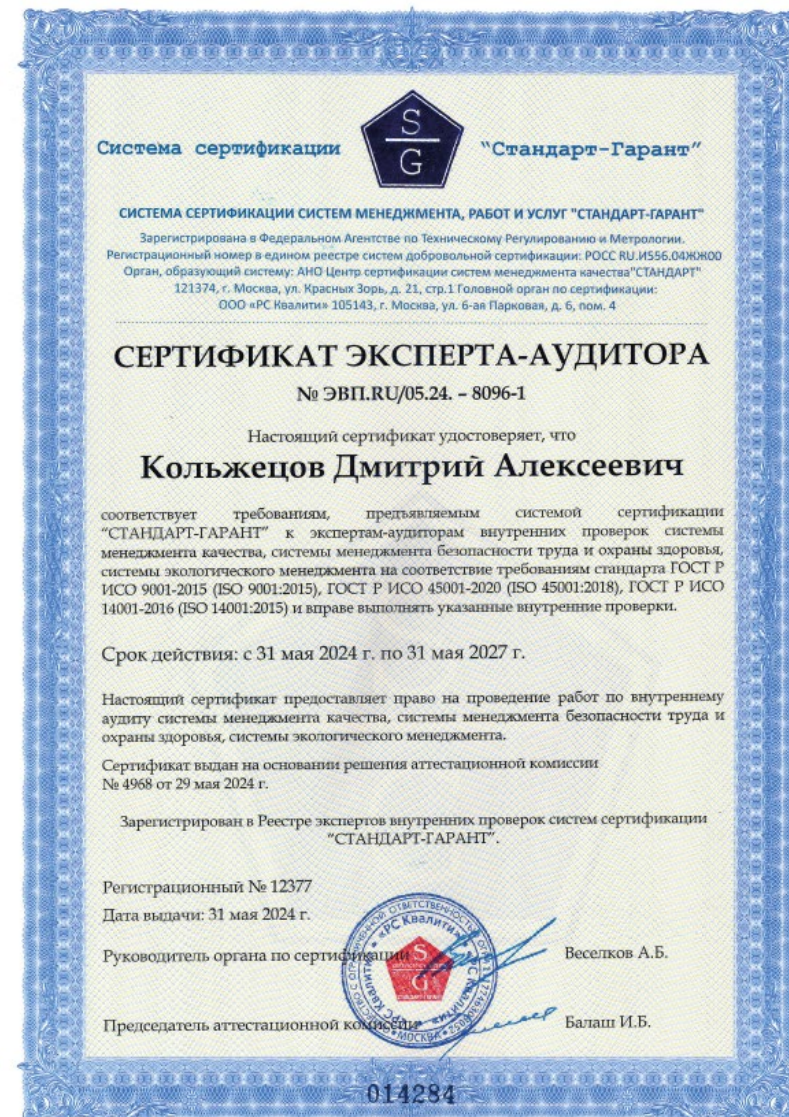 Система сертификации
S
G
“Стандарт-Гарант”
СИСТЕМА СЕРТИФИКАЦИИ СИСТЕМ МЕНЕДЖМЕНТА, РАБОТ И УСЛУГ "СТАНДАРТ-ГАРАНТ"
Зарегистрирована в Федеральном Агентстве по Техническому Регулированию и Метрологии.
Регистрационный номер в едином реестре систем добровольной сертификации: РОСС RU.И556.04ЖЖ00
Орган, образующий систему: АНО Центр сертификации систем менеджмента качества"СТАНДАРТ"
121374, г. Москва, ул. Красных Зорь, д. 21, стр.1 Головной орган по сертификации:
ООО «РС Квалити» 105143, г. Москва, ул. 6-ая Парковая, д. 6, пом. 4
СЕРТИФИКАТ ЭКСПЕРТА-АУДИТОРА
№ ЭВП.RU/05.24. – 8096-1
Настоящий сертификат удостоверяет, что
Кольжецов Дмитрий Алексеевич
соответствует требованиям, предъявляемым системой сертификации
“СТАНДАРТ-ГАРАНТ” к экспертам-аудиторам внутренних проверок системы
менеджмента качества, системы менеджмента безопасности труда и охраны здоровья,
системы экологического менеджмента на соответствие требованиям стандарта ГОСТ Р
ИСО 9001-2015 (ISO 9001:2015), ГОСТ Р ИСО 45001-2020 (ISO 45001:2018), ГОСТ Р ИСО
14001-2016 (ISO 14001:2015) и вправе выполнять указанные внутренние проверки.
Срок действия: с 31 мая 2024 г. по 31 мая 2027 г.
Настоящий сертификат предоставляет право на проведение работ по внутреннему
аудиту системы менеджмента качества, системы менеджмента безопасности труда и
охраны здоровья, системы экологического менеджмента.
Сертификат выдан на основании решения аттестационной комиссии
№ 4968 от 29 мая 2024 г.
Зарегистрирован в Реестре экспертов внутренних проверок систем сертификации
“СТАНДАРТ-ГАРАНТ”.
Регистрационный № 12377
Дата выдачи: 31 мая 2024 г.
Руководитель органа по сертификации
Веселков А.Б.
«РС Квалити»
S
G
МОСКВА
Председатель аттестационной комиссии
Балаш И.Б.
014284